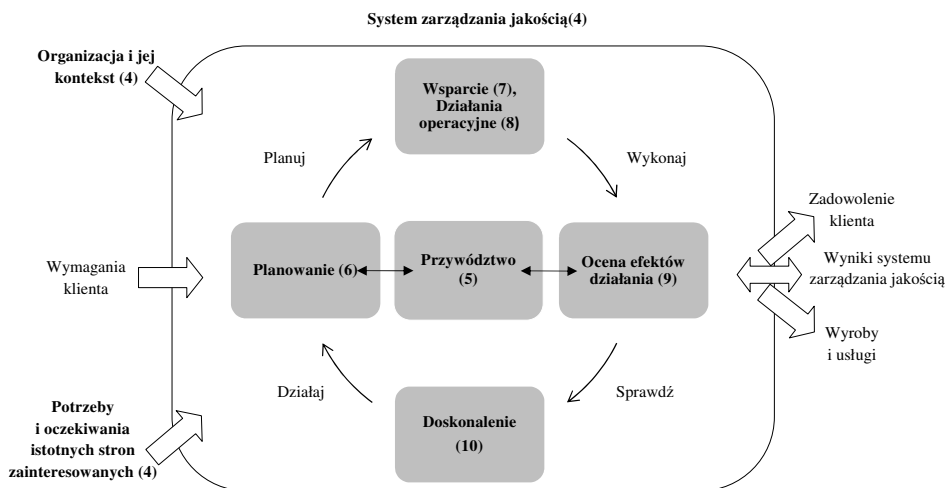 System zarządzania jakością(4)
Organizacja i jej
kontekst (4)
Wsparcie (7),
Działania
operacyjne (8)
Planuj
Wykonaj
Zadowolenie
klienta
Wymagania
klienta
Planowanie (6)
Przywództwo
(5)
Ocena efektów
działania (9)
Wyniki systemu
zarządzania jakością
Wyroby
i usługi
Działaj
Sprawdź
Potrzeby
i oczekiwania
istotnych stron
zainteresowanych (4)
Doskonalenie
(10)